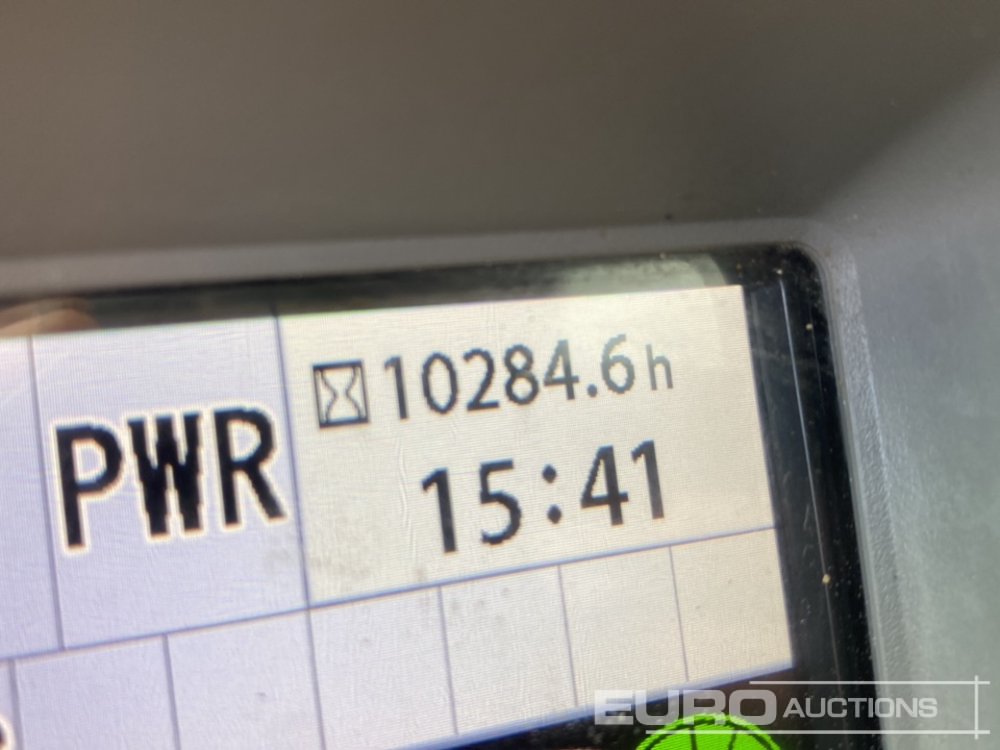 10284.6h
PWR
15:41
EURO AUCTIONS